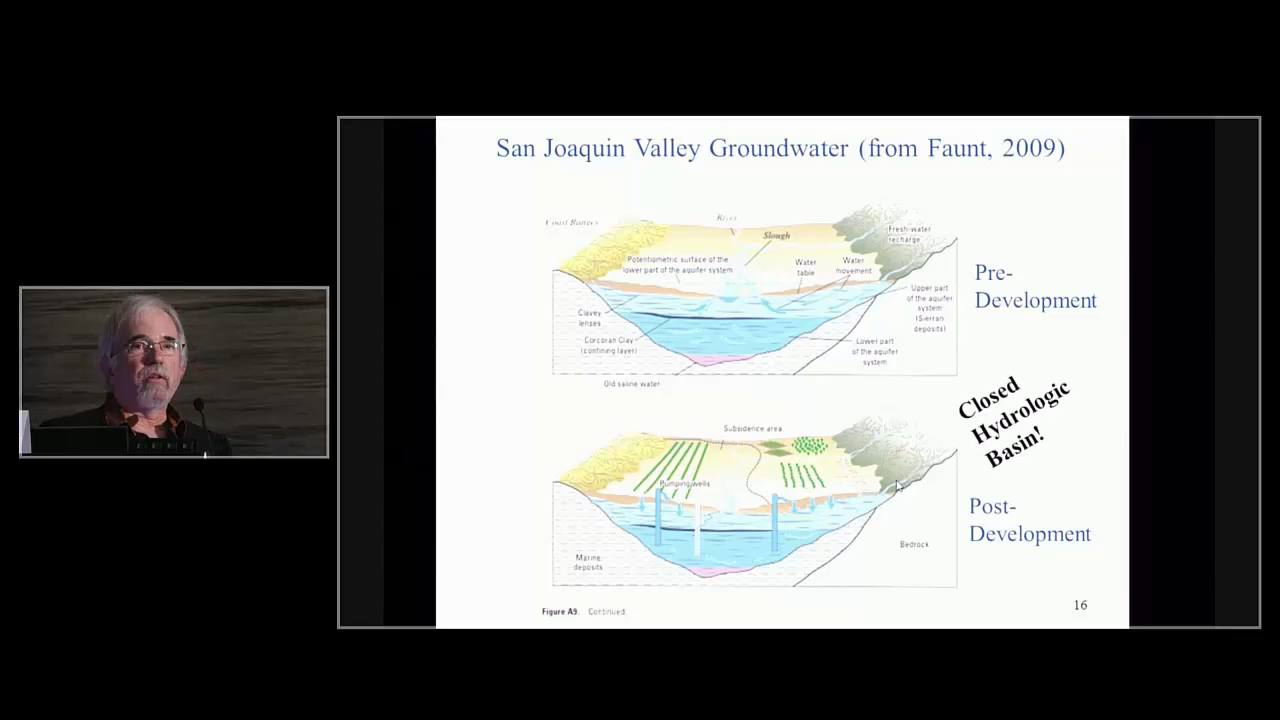 San Joaquin Valley Groundwater (from Faunt, 2009)
Coast Ranges
River
Slough
Fresh-water
recharge
Potentiometric surface of the
lower part of the aquifer system
Water
table
Water
movement
Pre-
Development
Upper part
of the aquifer
system
(Sierran
deposits)
Clayey
lenses
Corcoran Clay
(confining layer)
Lower part
of the aquifer
system
Old saline water
Closed
Hydrologic
Basin!
Subsidence area
Pumping wells
Post-
Development
Bedrock
Marine
deposits
Figure A9. Continued.
16